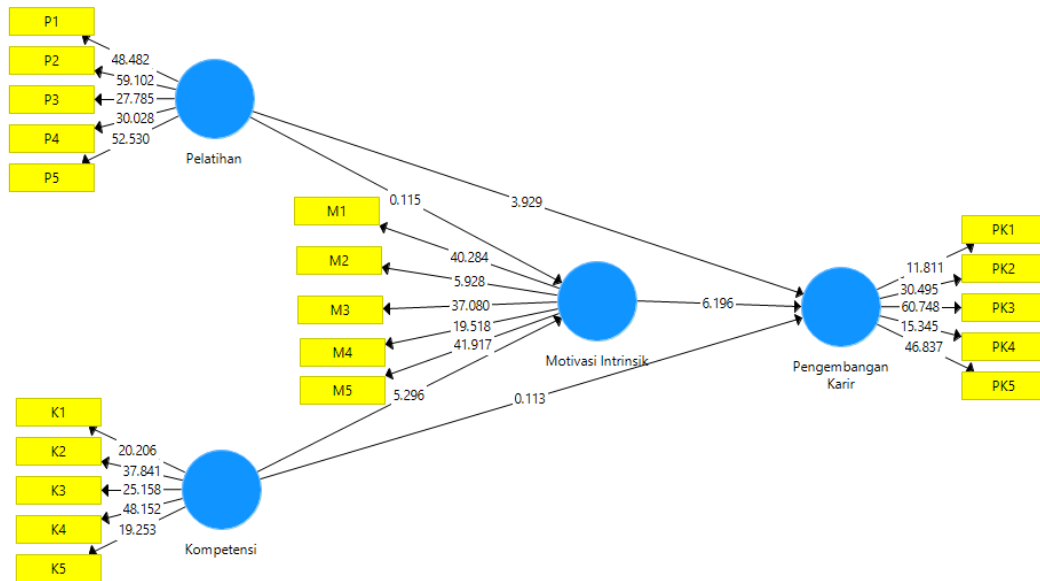 P1
P2
P3
P4
P5
48.482
59.102
27.785
30.028
52.530
Pelatihan
0.115
3.929
M1
M2
M3
M4
M5
40.284
5.928
37.080
19.518
41.917
Motivasi Intrinsik
6.196
5.296
0.113
PK1
PK2
PK3
PK4
PK5
11.811
30.495
60.748
15.345
46.837
Pengembangan
Karir
K1
K2
K3
K4
K5
20.206
37.841
25.158
48.152
19.253
Kompetensi